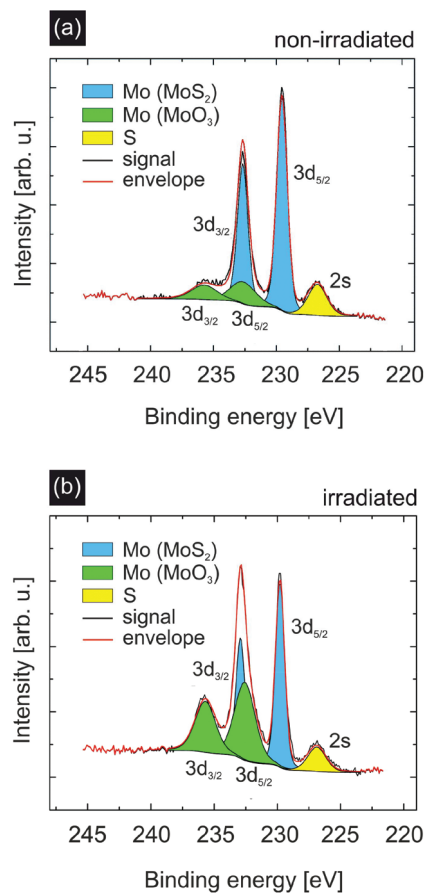 (a)
non-irradiated
Mo (MoS₂)
Mo (MoO₃)
S
signal
envelope
3d₅/₂
3d₃/₂
2s
3d₃/₂
3d₅/₂
Intensity [arb. u.]
245 240 235 230 225 220
Binding energy [eV]
(b)
irradiated
Mo (MoS₂)
Mo (MoO₃)
S
signal
envelope
3d₅/₂
3d₃/₂
2s
3d₃/₂
3d₅/₂
Intensity [arb. u.]
245 240 235 230 225 220
Binding energy [eV]